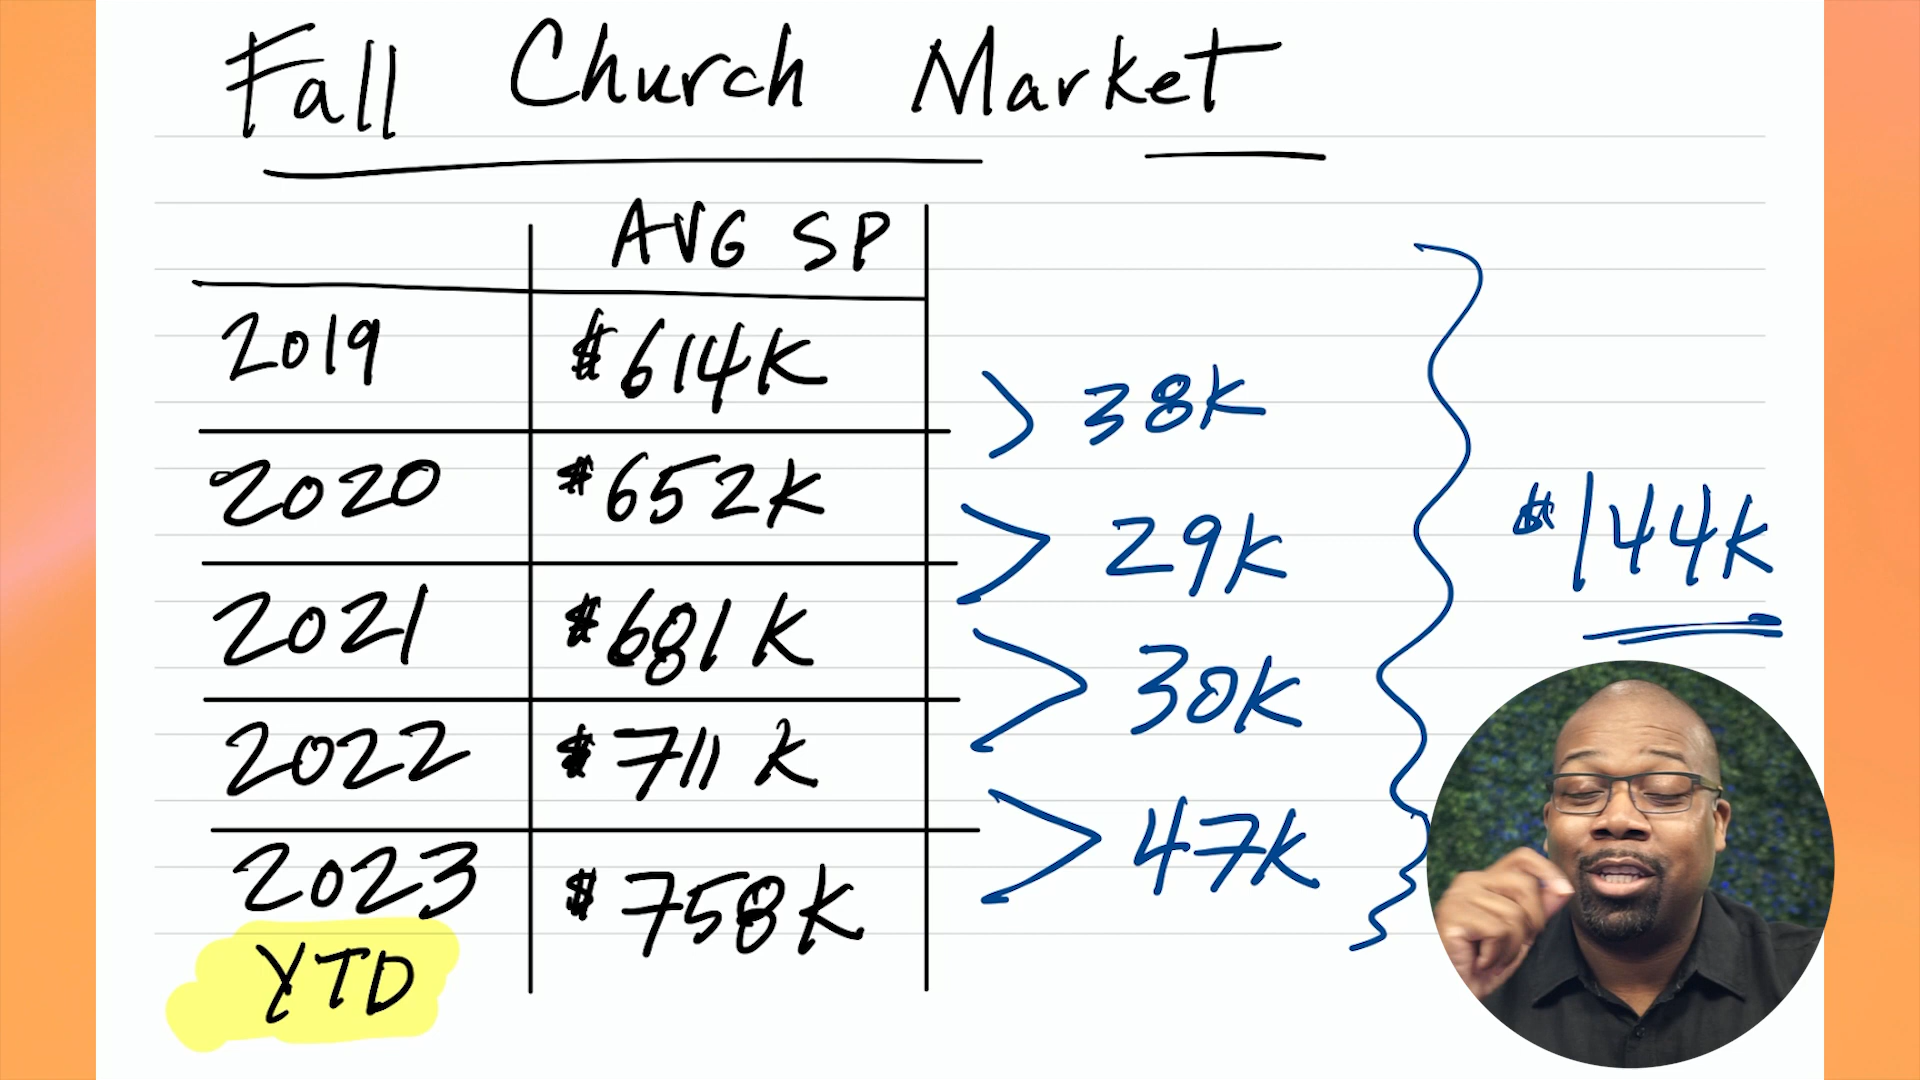 Fall Church Market
AVG SP
2019 $614K
38K
2020 $652K
29K
$144K
2021 $681K
30K
2022 $711K
47K
2023 $758K
YTD